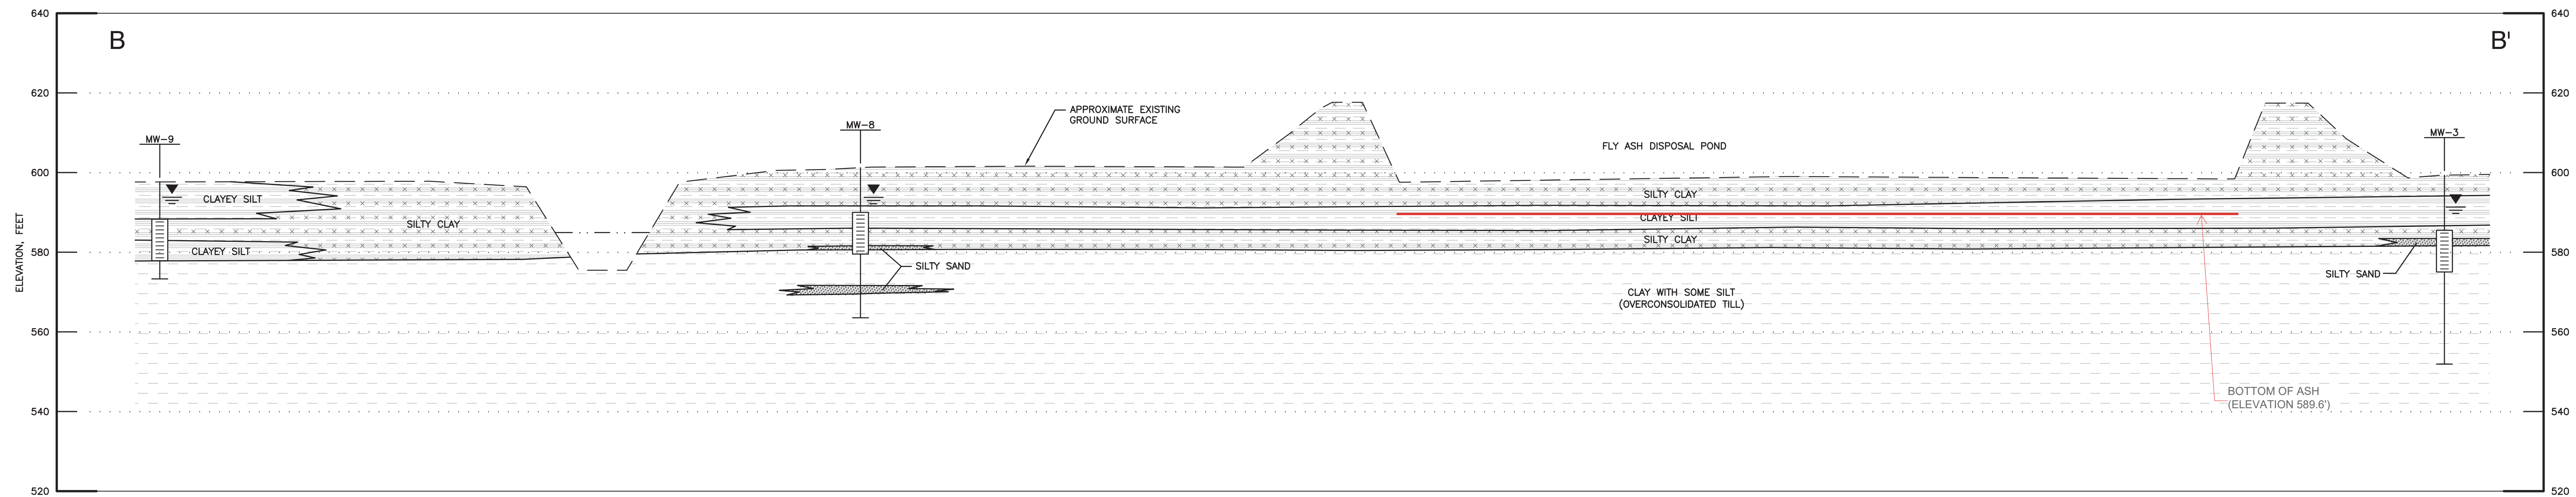 640
640
B
B'
620
620
APPROXIMATE EXISTING
GROUND SURFACE
MW-9
MW-8
MW-3
FLY ASH DISPOSAL POND
600
600
SILTY CLAY
CLAYEY SILT
CLAYEY SILT
SILTY CLAY
SILTY CLAY
CLAYEY SILT
580
580
SILTY SAND
SILTY SAND
ELEVATION, FEET
CLAY WITH SOME SILT
(OVERCONSOLIDATED TILL)
560
560
BOTTOM OF ASH
(ELEVATION 589.6')
540
540
520
520